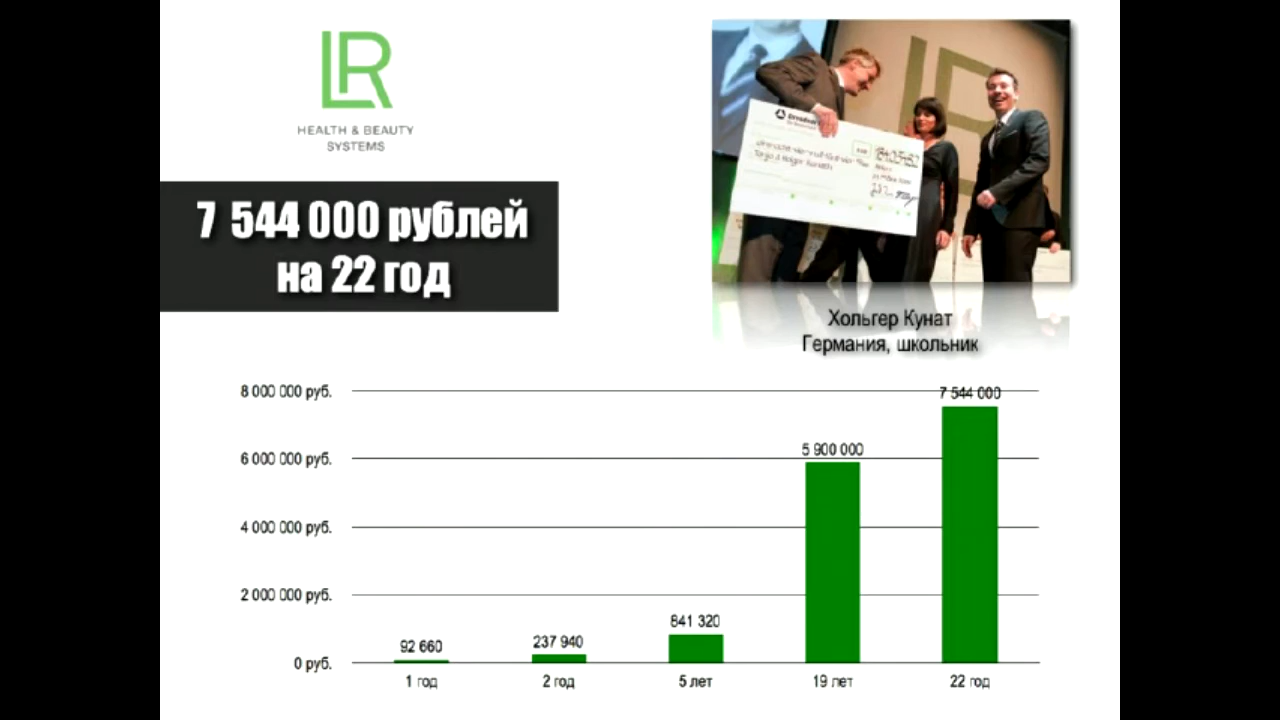 LR
HEALTH & BEAUTY
SYSTEMS
7 544 000 рублей
на 22 год
Хольгер Кунат
Германия, школьник
8 000 000 руб.
6 000 000 руб.
4 000 000 руб.
2 000 000 руб.
0 руб.
92 660
237 940
841 320
5 900 000
7 544 000
1 год
2 год
5 лет
19 лет
22 год